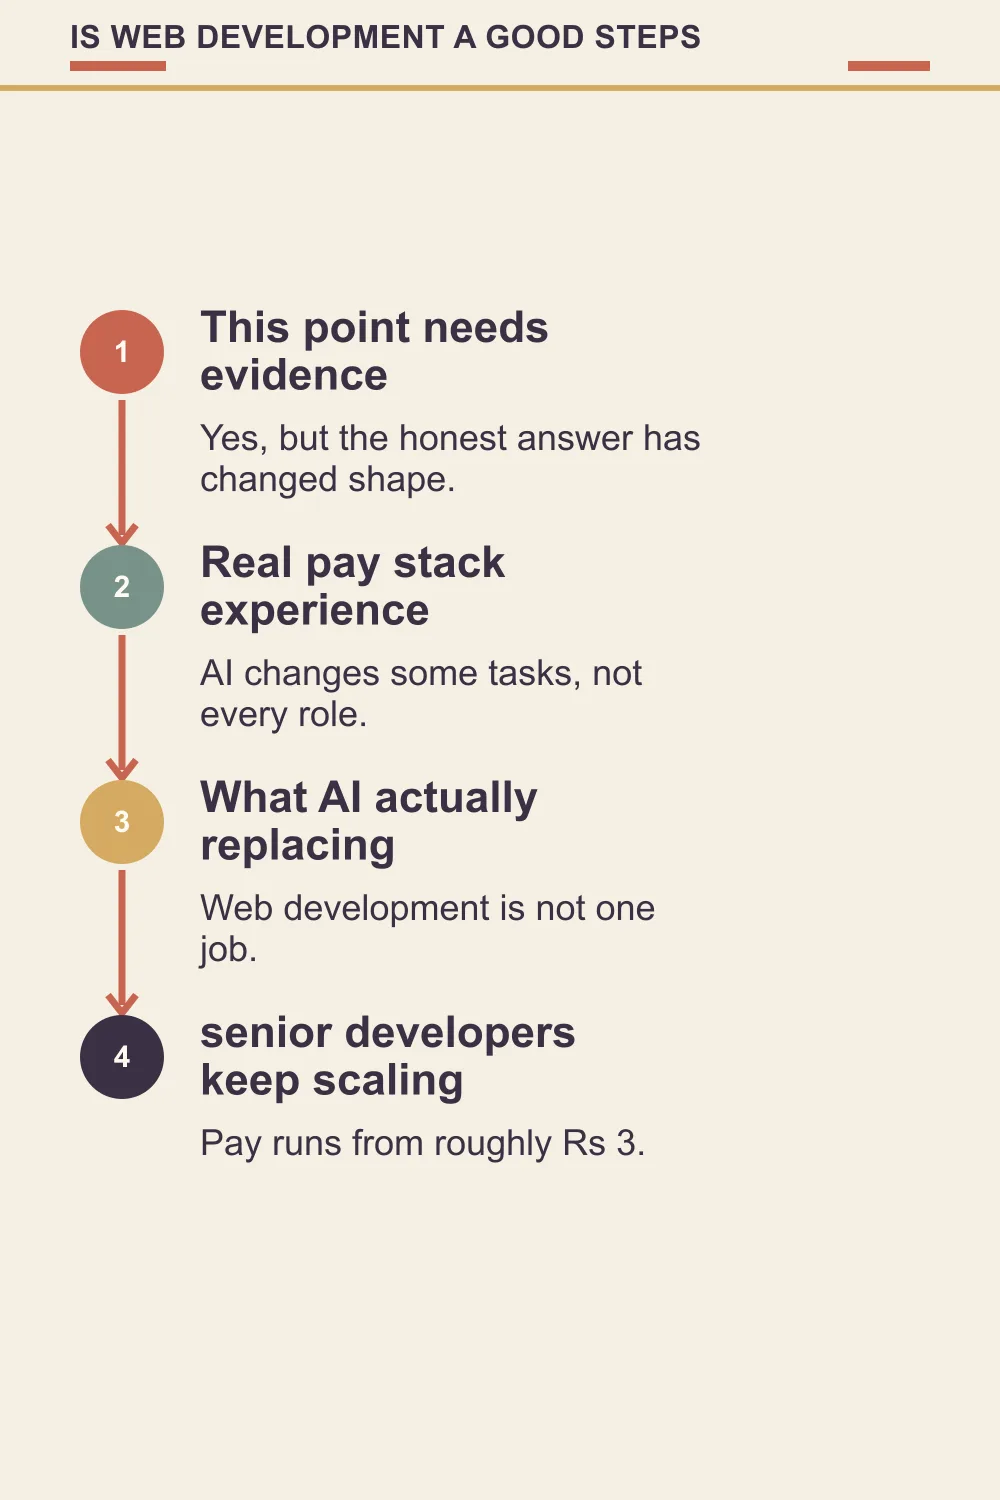 IS WEB DEVELOPMENT A GOOD STEPS
1
This point needs
evidence
Yes, but the honest answer has
changed shape.
2
Real pay stack
experience
AI changes some tasks, not
every role.
3
What AI actually
replacing
Web development is not one
job.
4
senior developers
keep scaling
Pay runs from roughly Rs 3.